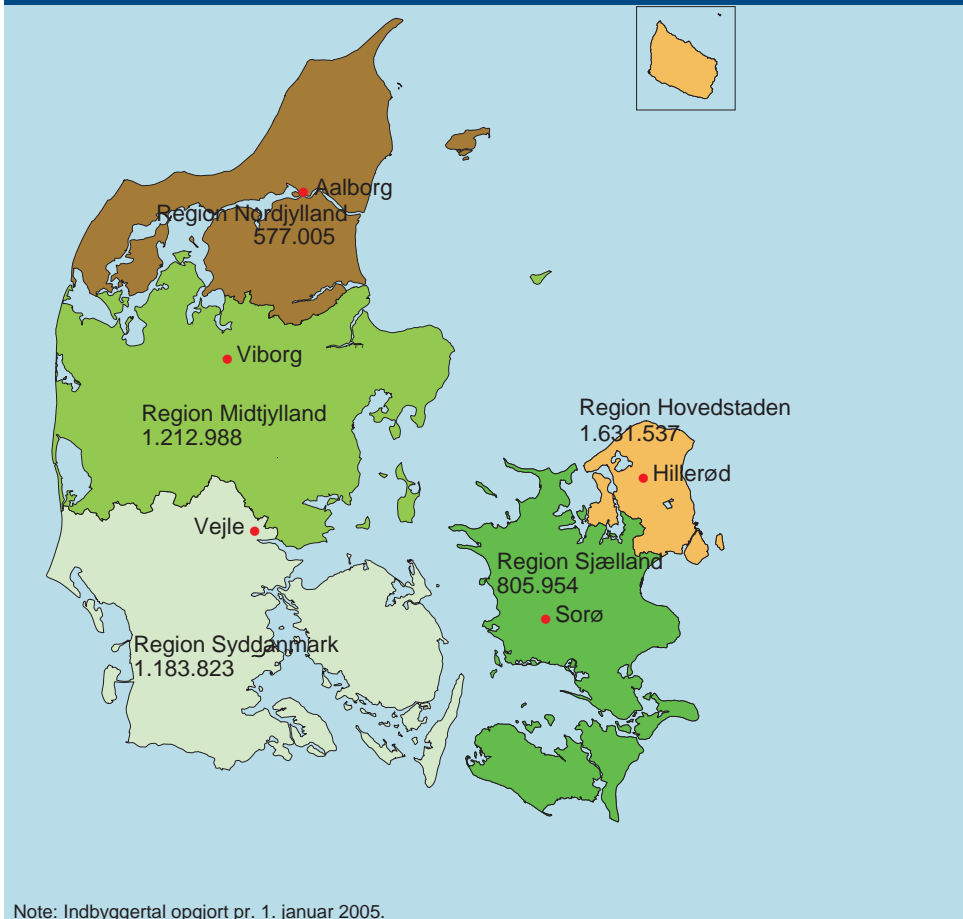 Aalborg
Region Nordjylland
577.005
Viborg
Region Midtjylland
1.212.988
Region Hovedstaden
1.631.537
Hillerød
Vejle
Region Sjælland
805.954
Sorø
Region Syddanmark
1.183.823
Note: Indbyggertal opgjort pr. 1. januar 2005.